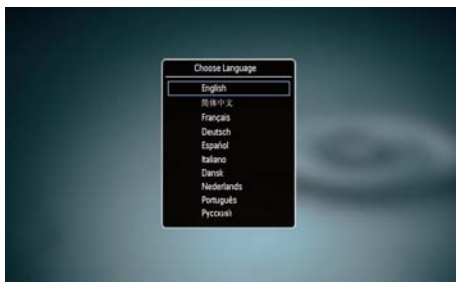 Choose Language
English
简体中文
Français
Deutsch
Español
Italiano
Dansk
Nederlands
Português
Русский